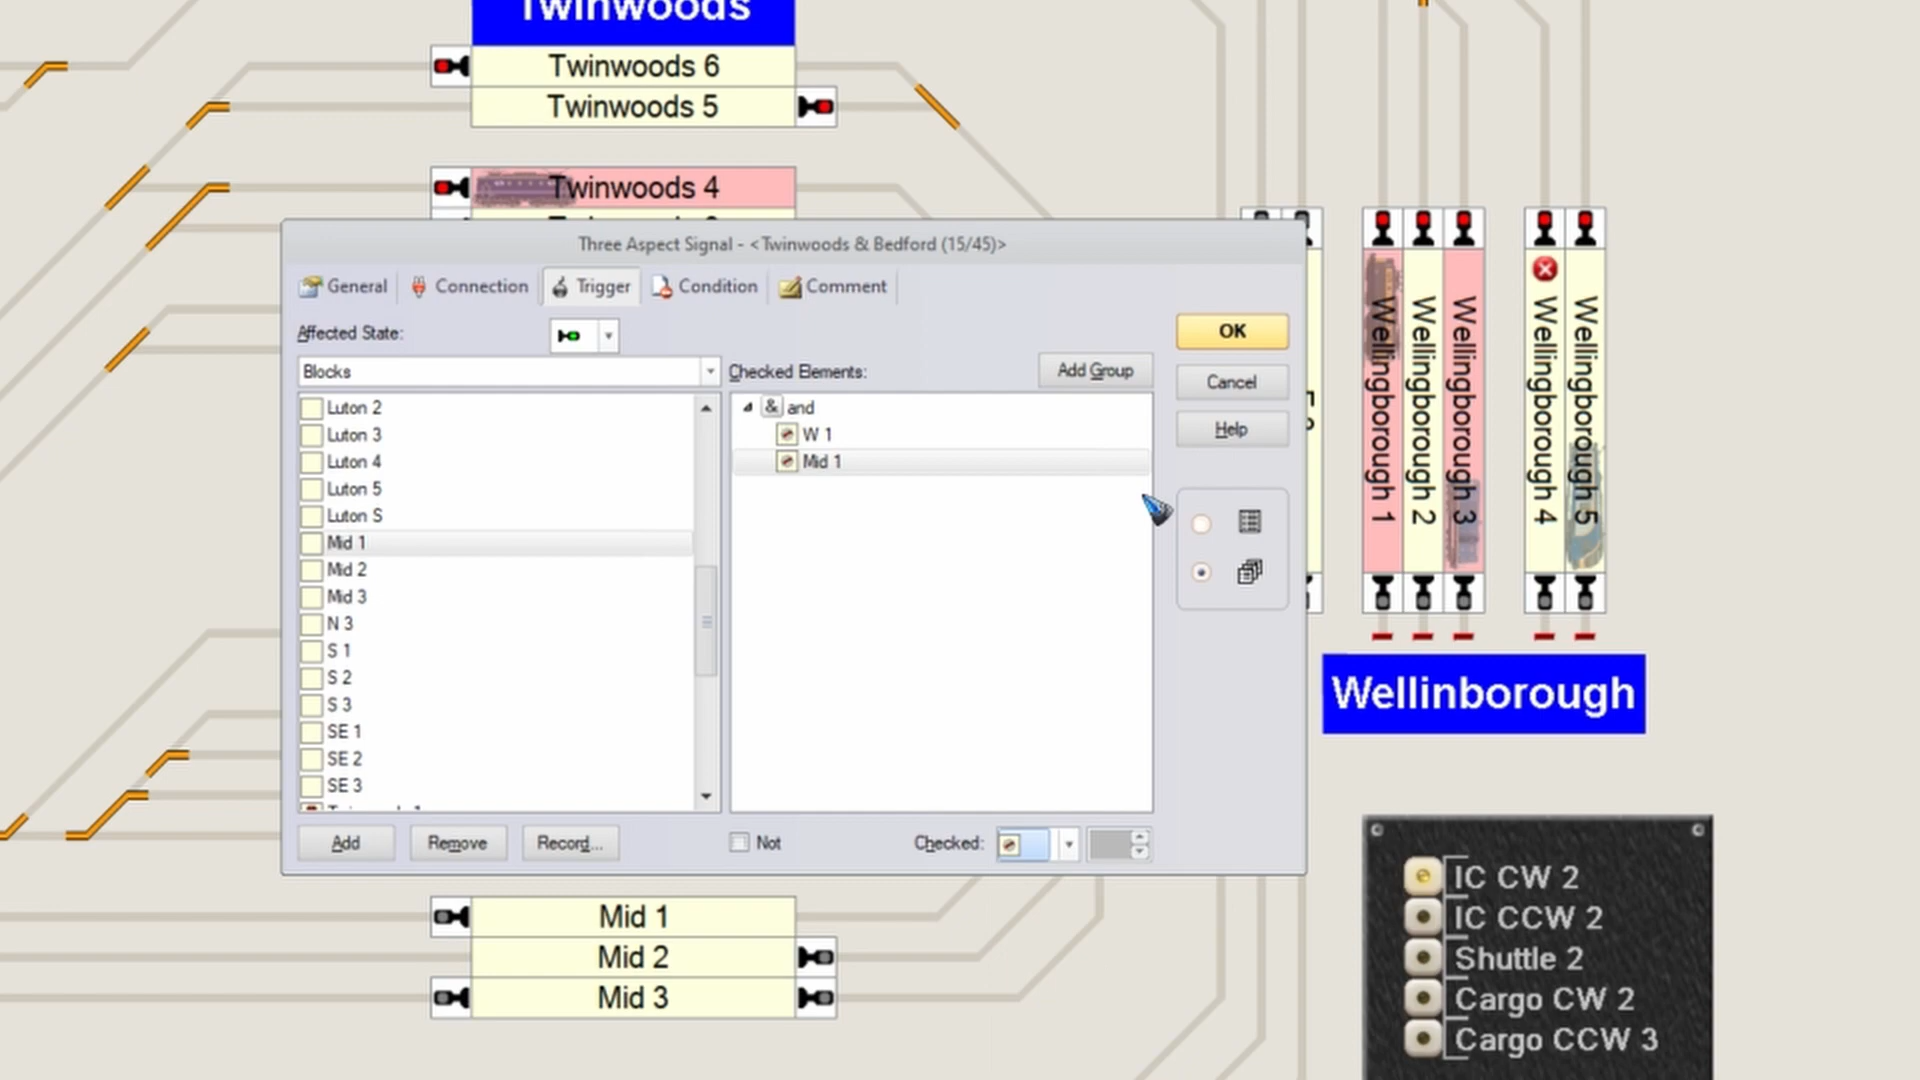 Twinwoods
Twinwoods 6
Twinwoods 5
Twinwoods 4
Three Aspect Signal - <Twinwoods & Bedford (15/45)>
General
Connection
Trigger
Condition
Comment
Affected State:
OK
Blocks
Checked Elements:
Add Group
Cancel
Help
Luton 2
Luton 3
Luton 4
Luton 5
Luton S
Mid 1
Mid 2
Mid 3
N 3
S 1
S 2
S 3
SE 1
SE 2
SE 3
& and
W 1
Mid 1
Add
Remove
Record...
Not
Checked:
Wellingborough 1
Wellingborough 2
Wellingborough 3
Wellingborough 4
Wellingborough 5
Wellinborough
Mid 1
Mid 2
Mid 3
IC CW 2
IC CCW 2
Shuttle 2
Cargo CW 2
Cargo CCW 3